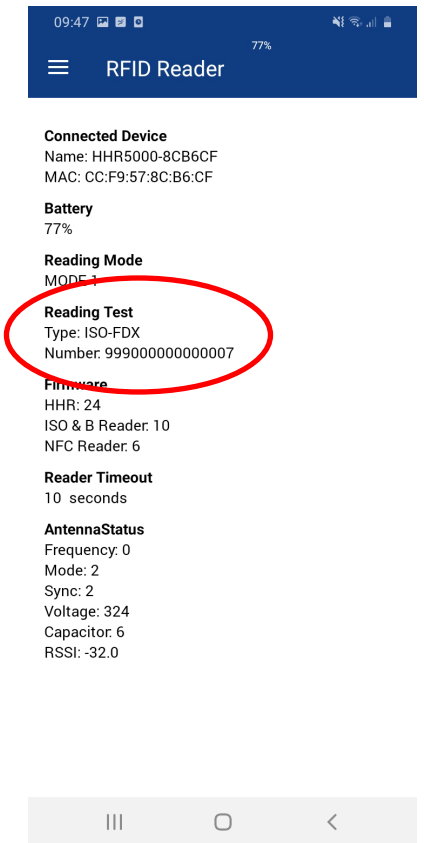 09:47
77%
RFID Reader
Connected Device
Name: HHR5000-8CB6CF
MAC: CC:F9:57:8C:B6:CF
Battery
77%
Reading Mode
MODE 1
Reading Test
Type: ISO-FDX
Number: 999000000000007
Firmware
HHR: 24
ISO & B Reader: 10
NFC Reader: 6
Reader Timeout
10 seconds
AntennaStatus
Frequency: 0
Mode: 2
Sync: 2
Voltage: 324
Capacitor: 6
RSSI: -32.0